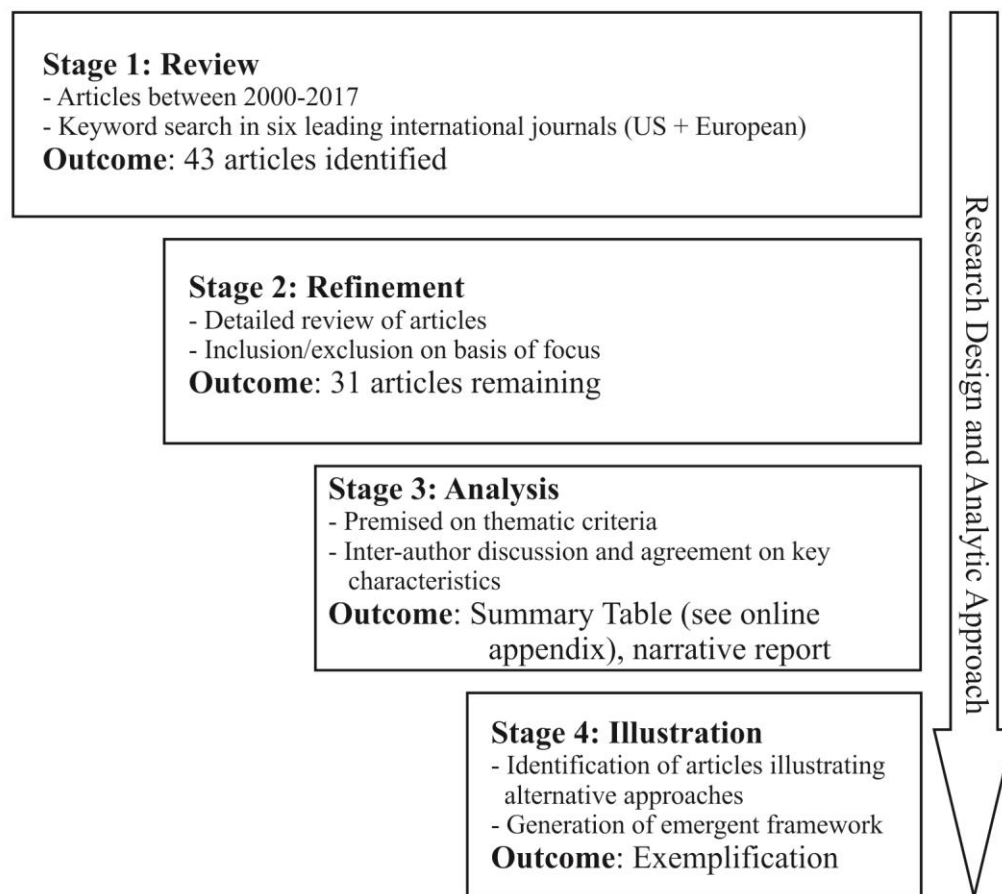 Stage 1: Review
- Articles between 2000-2017
- Keyword search in six leading international journals (US + European)
Outcome: 43 articles identified
Stage 2: Refinement
- Detailed review of articles
- Inclusion/exclusion on basis of focus
Outcome: 31 articles remaining
Stage 3: Analysis
- Premised on thematic criteria
- Inter-author discussion and agreement on key
characteristics
Outcome: Summary Table (see online
appendix), narrative report
Stage 4: Illustration
- Identification of articles illustrating
alternative approaches
- Generation of emergent framework
Outcome: Exemplification
Research Design and Analytic Approach